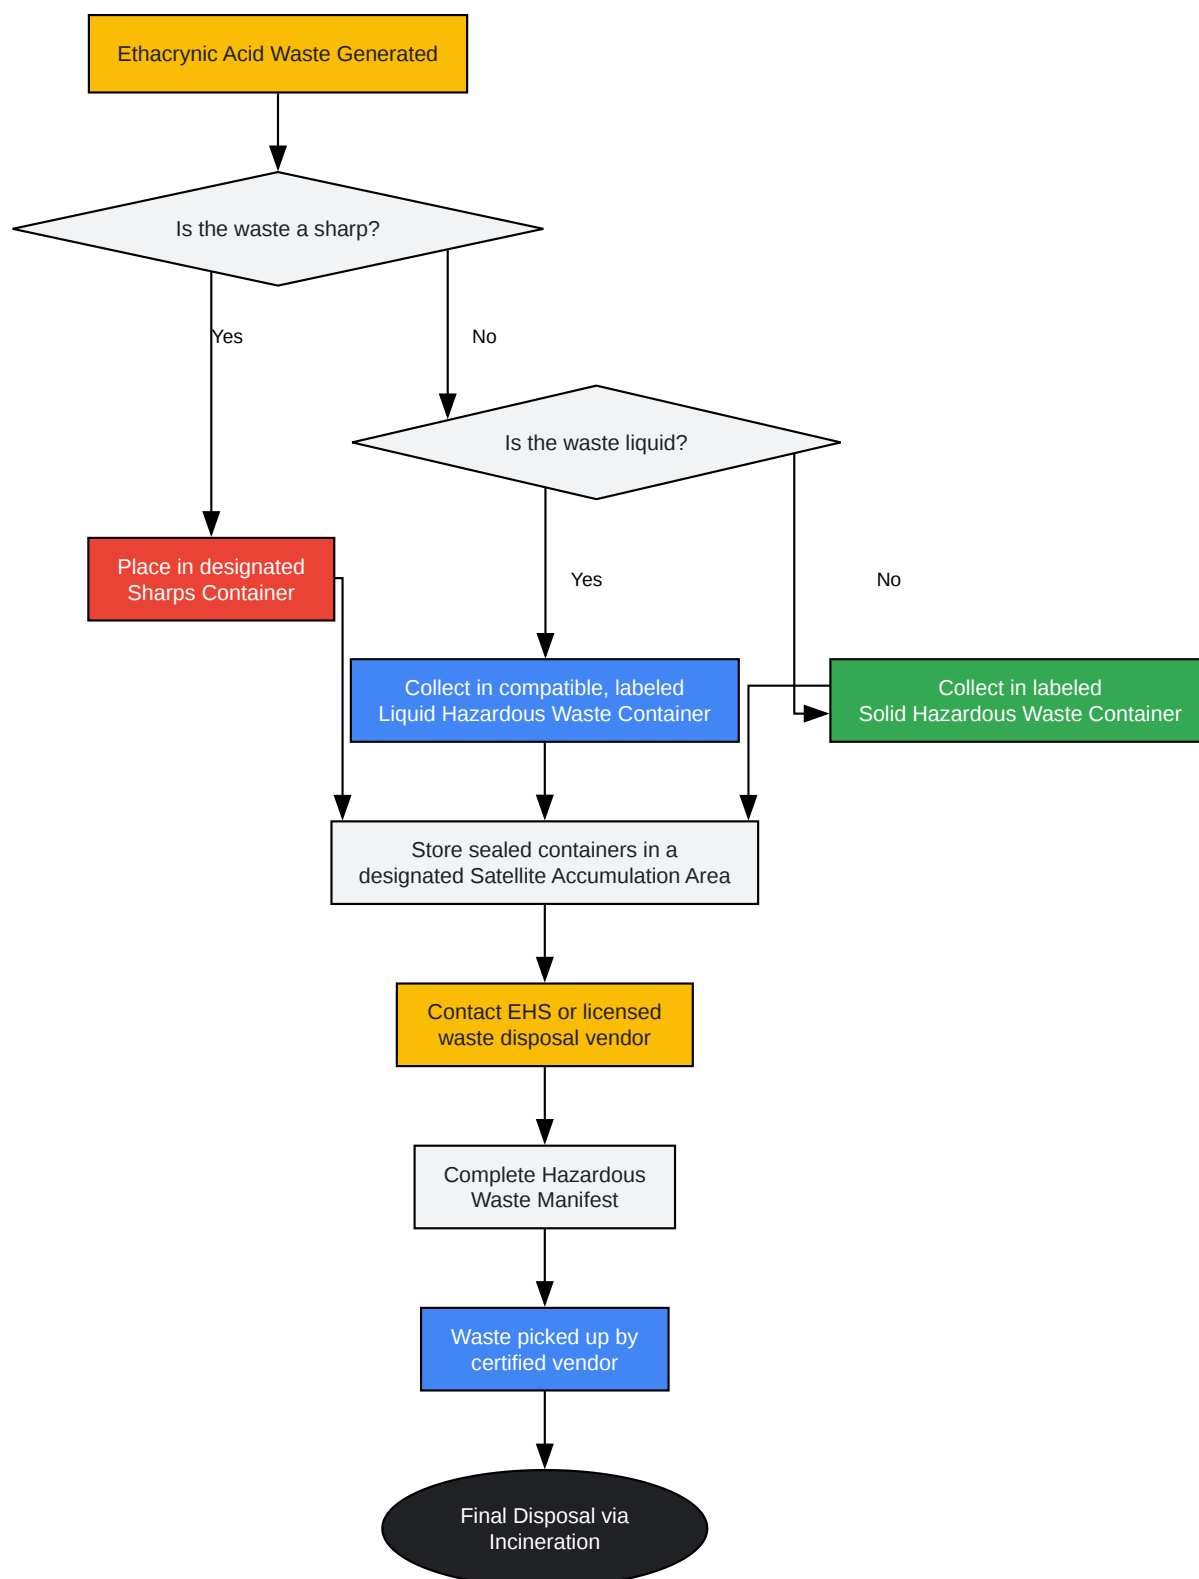 Ethacrynic Acid Waste Generated
Is the waste a sharp?
Yes
No
Is the waste liquid?
Place in designated
Sharps Container
Yes
No
Collect in compatible, labeled
Liquid Hazardous Waste Container
Collect in labeled
Solid Hazardous Waste Container
Store sealed containers in a
designated Satellite Accumulation Area
Contact EHS or licensed
waste disposal vendor
Complete Hazardous
Waste Manifest
Waste picked up by
certified vendor
Final Disposal via
Incineration